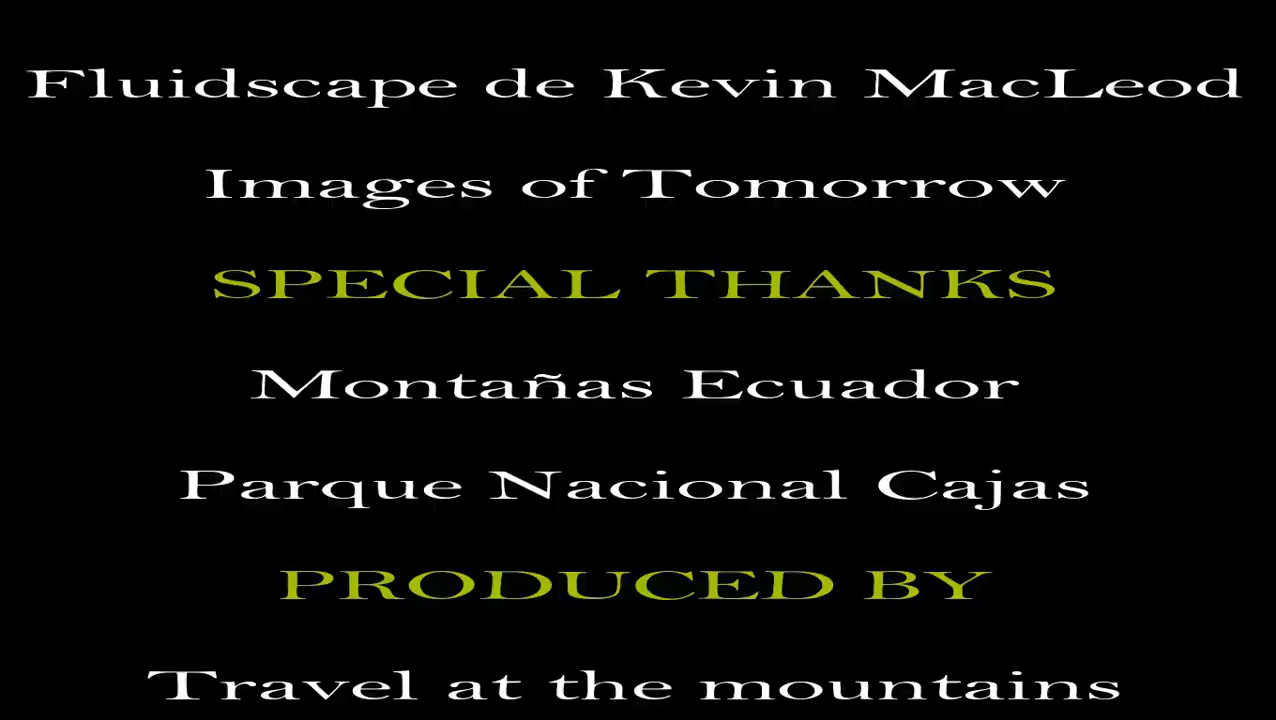 Fluidscape de Kevin MacLeod
Images of Tomorrow
SPECIAL THANKS
Montañas Ecuador
Parque Nacional Cajas
PRODUCED BY
Travel at the mountains